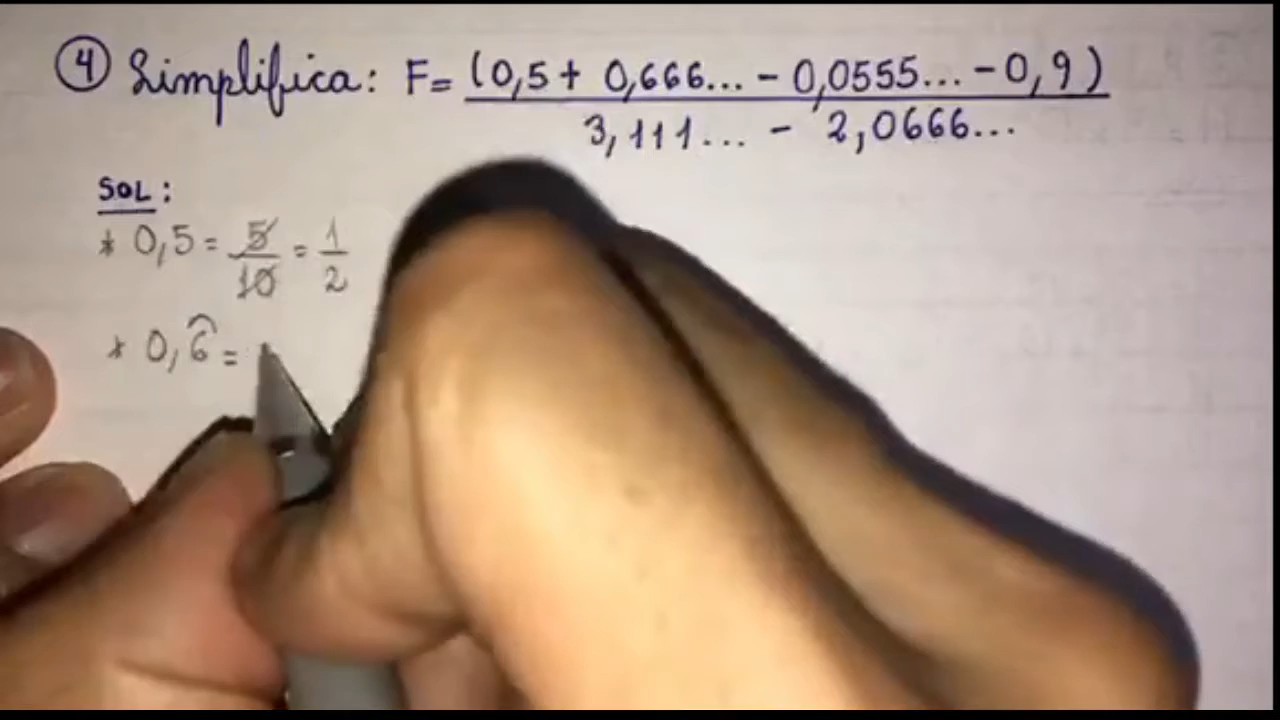 4 Simplifica: F= (0,5 + 0,666... - 0,0555... - 0,9)
3,111... - 2,0666...
SOL:
* 0,5 = 5/10 = 1/2
* 0,6̑ =